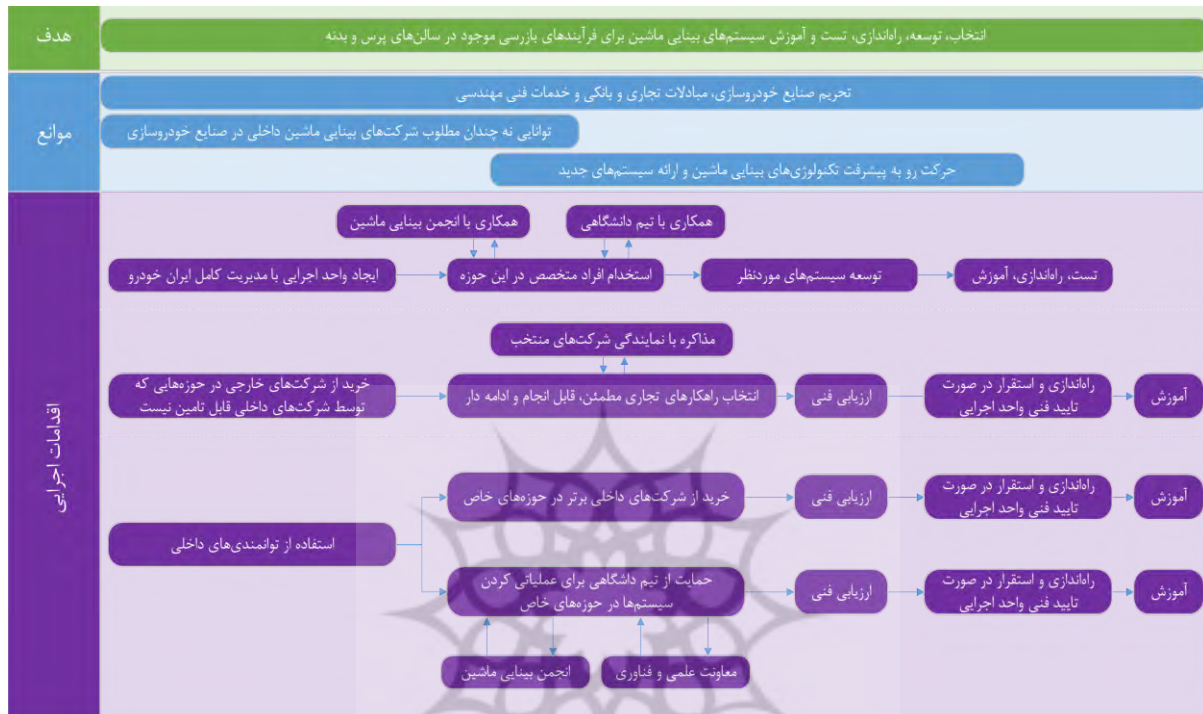 هدف
انتخاب، توسعه، راه‌اندازی، تست و آموزش سیستم‌های بینایی ماشین برای فرآیندهای بازرسی موجود در سالن‌های پرس و بدنه
موانع
تحریم صنایع خودروسازی، مبادلات تجاری و بانکی و خدمات فنی مهندسی
توانایی نه چندان مطلوب شرکت‌های بینایی ماشین داخلی در صنایع خودروسازی
حرکت رو به پیشرفت تکنولوژی‌های بینایی ماشین و ارائه سیستم‌های جدید
اقدامات اجرایی
همکاری با انجمن بینایی ماشین
همکاری با تیم دانشگاهی
ایجاد واحد اجرایی با مدیریت کامل ایران خودرو
استخدام افراد متخصص در این حوزه
توسعه سیستم‌های موردنظر
تست، راه‌اندازی، آموزش
مذاکره با نمایندگی شرکت‌های منتخب
خرید از شرکت‌های خارجی در حوزه‌هایی که
توسط شرکت‌های داخلی قابل تامین نیست
انتخاب راهکارهای تجاری مطمئن، قابل انجام و ادامه دار
ارزیابی فنی
راه‌اندازی و استقرار در صورت
تایید فنی واحد اجرایی
آموزش
استفاده از توانمندی‌های داخلی
خرید از شرکت‌های داخلی برتر در حوزه‌های خاص
ارزیابی فنی
راه‌اندازی و استقرار در صورت
تایید فنی واحد اجرایی
آموزش
حمایت از تیم داشگاهی برای عملیاتی کردن
سیستم‌ها در حوزه‌های خاص
ارزیابی فنی
راه‌اندازی و استقرار در صورت
تایید فنی واحد اجرایی
آموزش
انجمن بینایی ماشین
معاونت علمی و فناوری